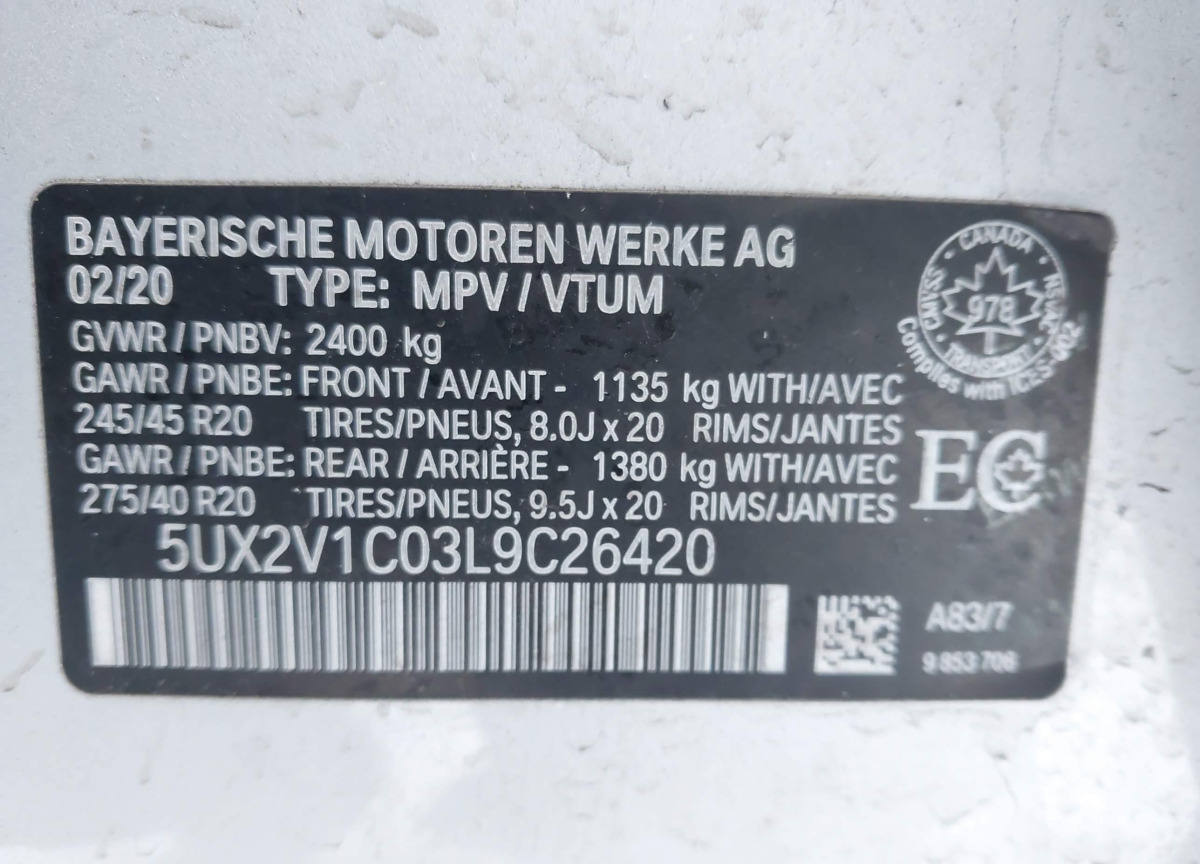 BAYERISCHE MOTOREN WERKE AG
02/20 TYPE: MPV / VTUM
GVWR / PNBV: 2400 kg
GAWR / PNBE: FRONT / AVANT - 1135 kg WITH/AVEC
245/45 R20 TIRES/PNEUS, 8.0J x 20 RIMS/JANTES
GAWR / PNBE: REAR / ARRIÈRE - 1380 kg WITH/AVEC
275/40 R20 TIRES/PNEUS, 9.5J x 20 RIMS/JANTES
5UX2V1C03L9C26420
CANADA
CMVSS
NSVAC
978
TRANSPORT
Complies with ICES-002
EC
A83/7
9 853 708